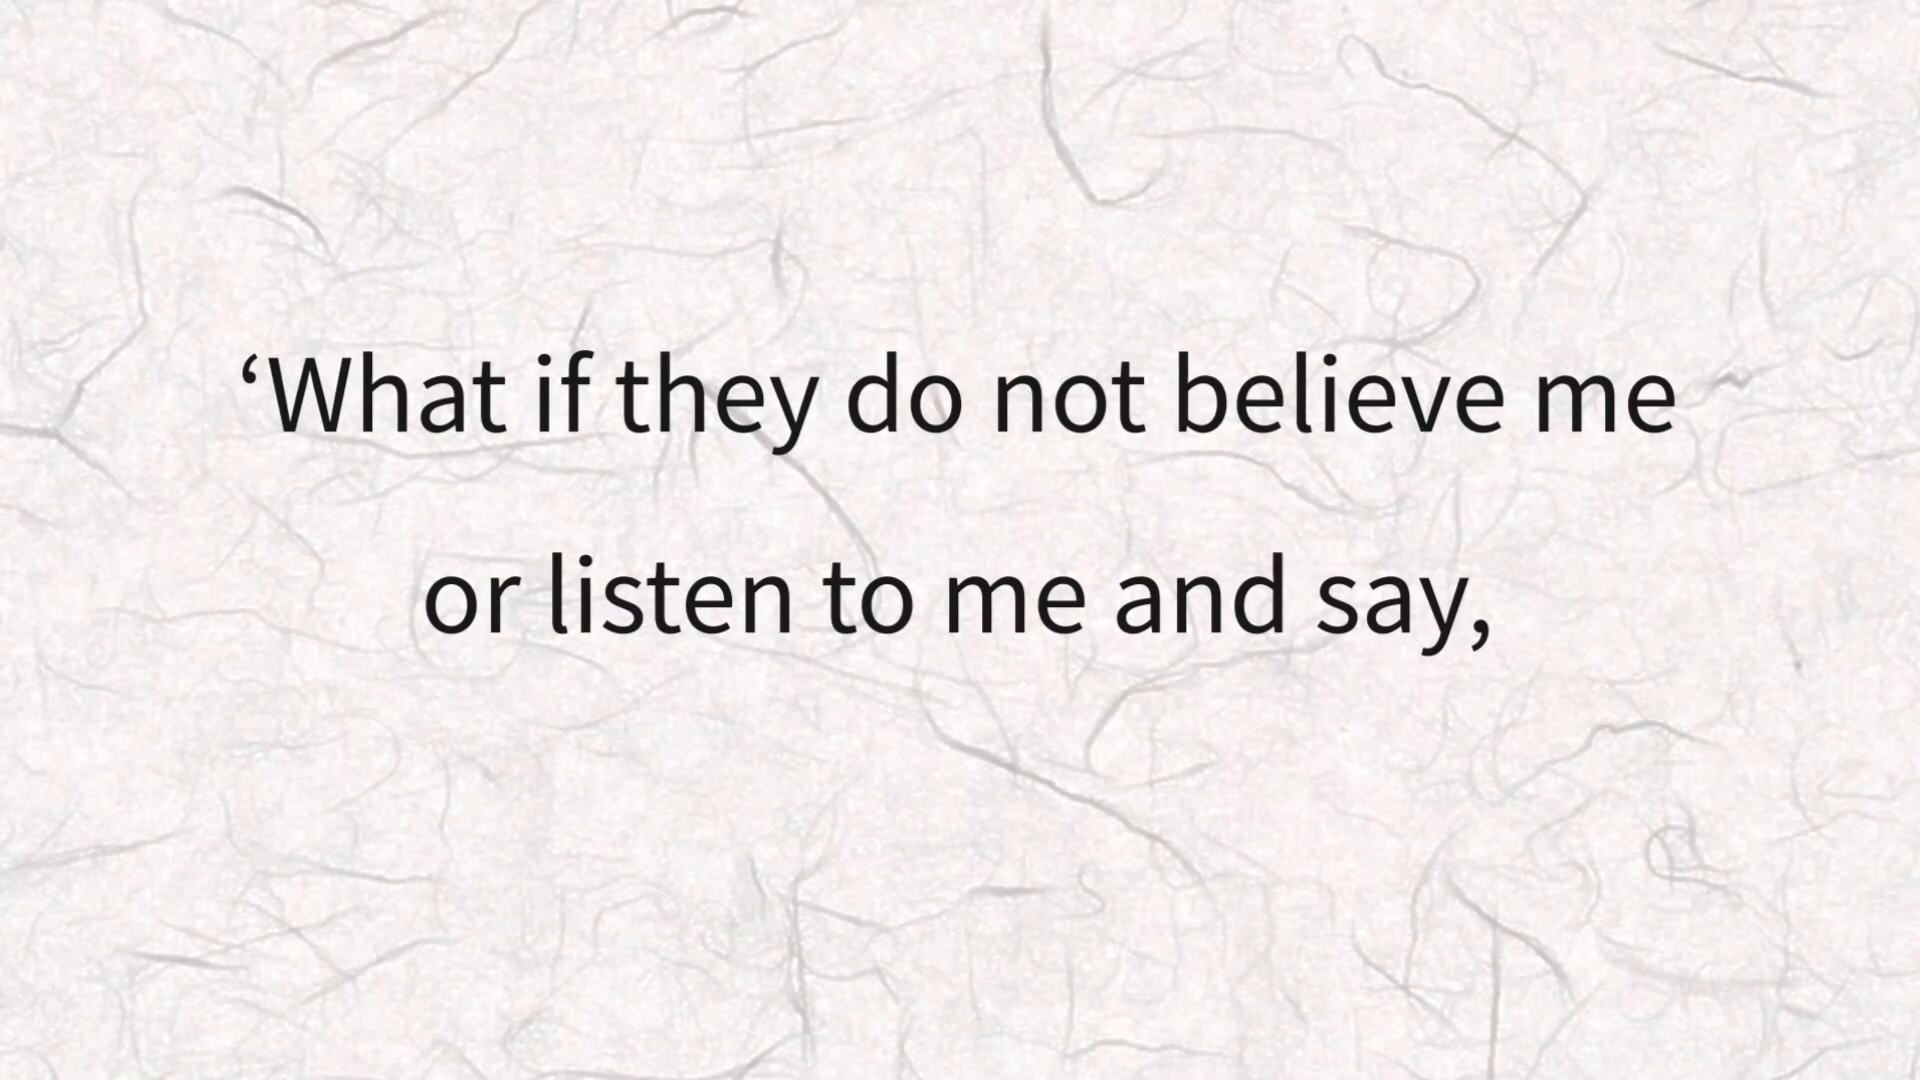 ‘What if they do not believe me
or listen to me and say,